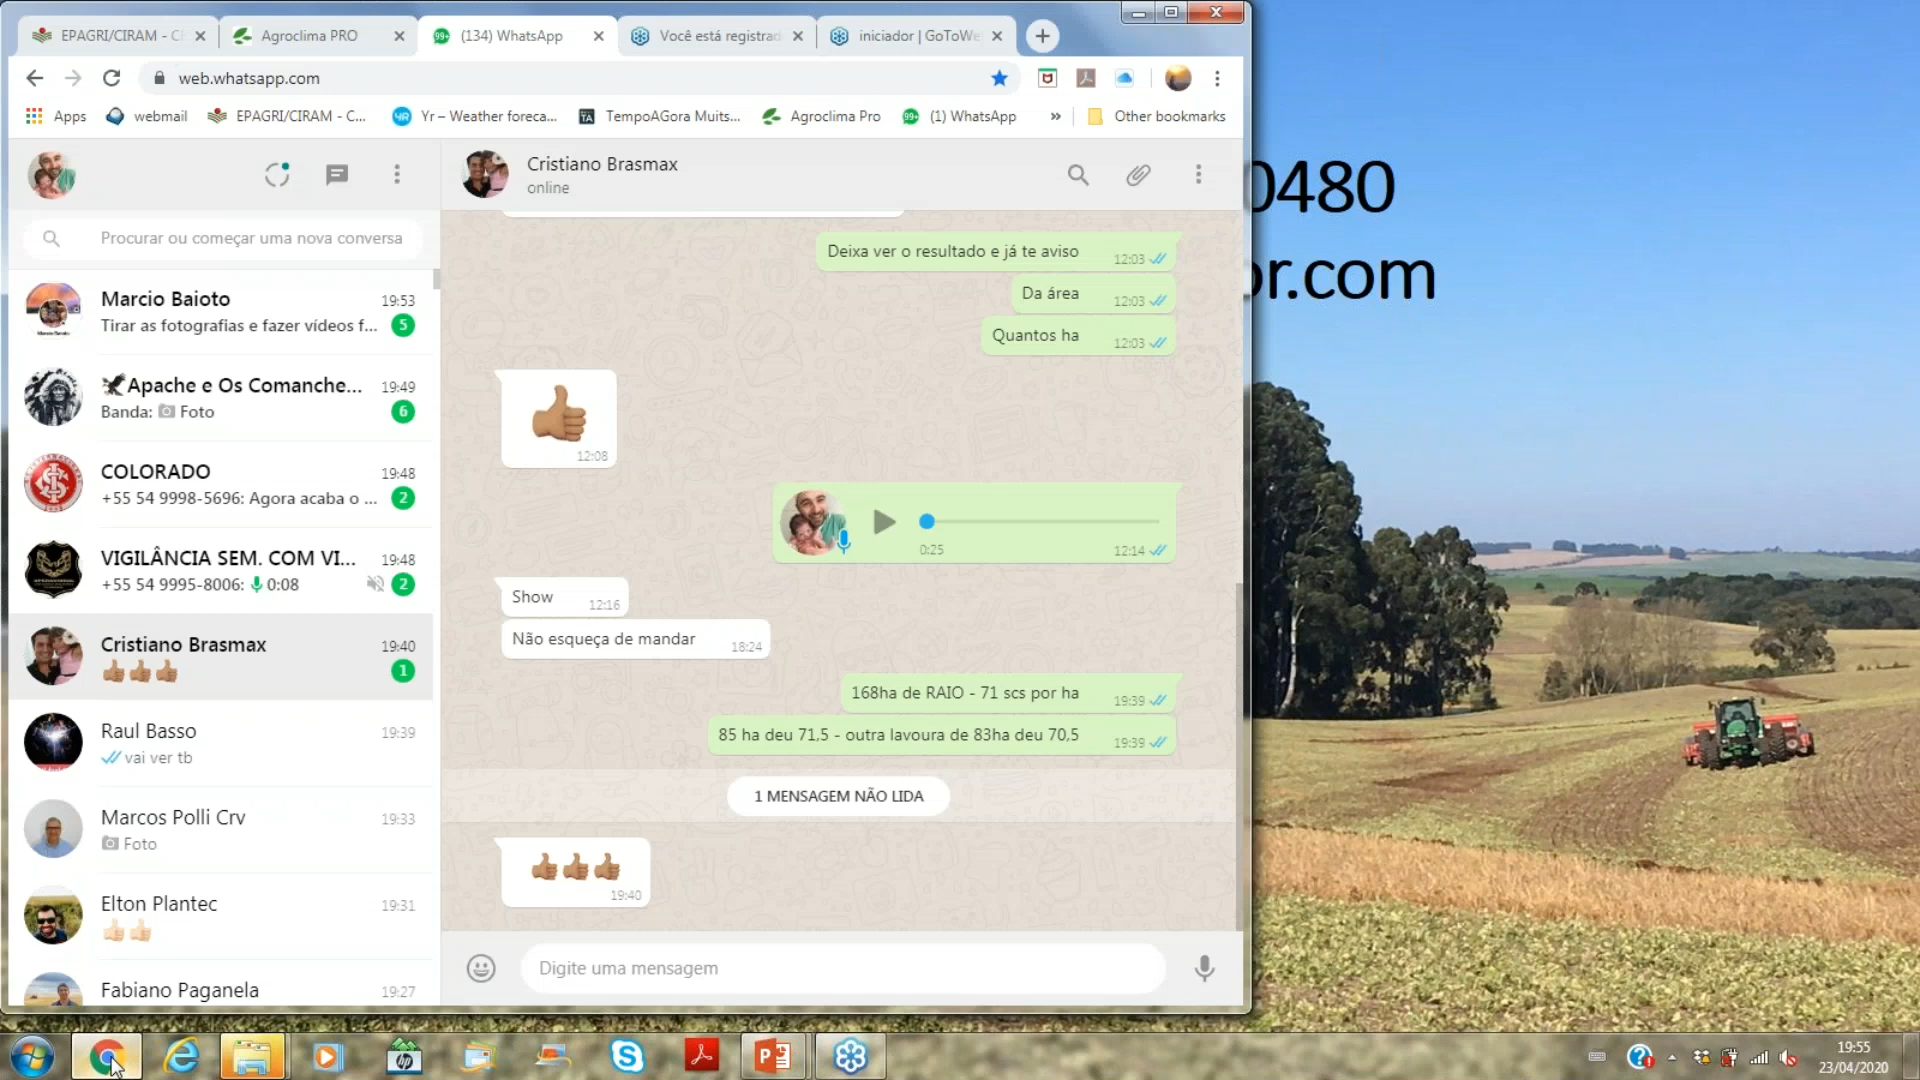 EPAGRI/CIRAM - C
Agroclima PRO
(134) WhatsApp
Você está registrad
iniciador | GoToWe
web.whatsapp.com
Apps
webmail
EPAGRI/CIRAM - C...
Yr – Weather foreca...
TempoAGora Muits...
Agroclima Pro
(1) WhatsApp
»
Other bookmarks
Cristiano Brasmax
online
Procurar ou começar uma nova conversa
Marcio Baioto
19:53
Tirar as fotografias e fazer vídeos f...
5
Apache e Os Comanche...
19:49
Banda: Foto
6
COLORADO
19:48
+55 54 9998-5696: Agora acaba o ...
2
VIGILÂNCIA SEM. COM VI...
19:48
+55 54 9995-8006: 0:08
2
Cristiano Brasmax
19:40
👍🏽👍🏽👍🏽
1
Raul Basso
19:39
vai ver tb
Marcos Polli Crv
19:33
Foto
Elton Plantec
19:31
👍🏻👍🏻
Fabiano Paganela
19:27
Deixa ver o resultado e já te aviso
12:03
Da área
12:03
Quantos ha
12:03
👍🏽
12:08
0:25
12:14
Show
12:16
Não esqueça de mandar
18:24
168ha de RAIO - 71 scs por ha
19:39
85 ha deu 71,5 - outra lavoura de 83ha deu 70,5
19:39
1 MENSAGEM NÃO LIDA
👍🏽👍🏽👍🏽
19:40
Digite uma mensagem
0480
or.com
19:55
23/04/2020